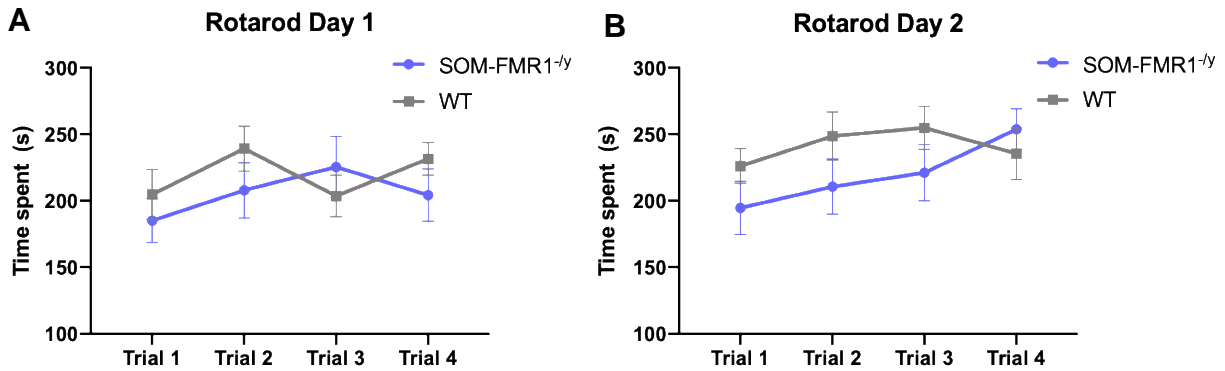 A
Rotarod Day 1
SOM-FMR1-/y
WT
Time spent (s)
300
250
200
150
100
Trial 1 Trial 2 Trial 3 Trial 4
B
Rotarod Day 2
SOM-FMR1-/y
WT
Time spent (s)
300
250
200
150
100
Trial 1 Trial 2 Trial 3 Trial 4